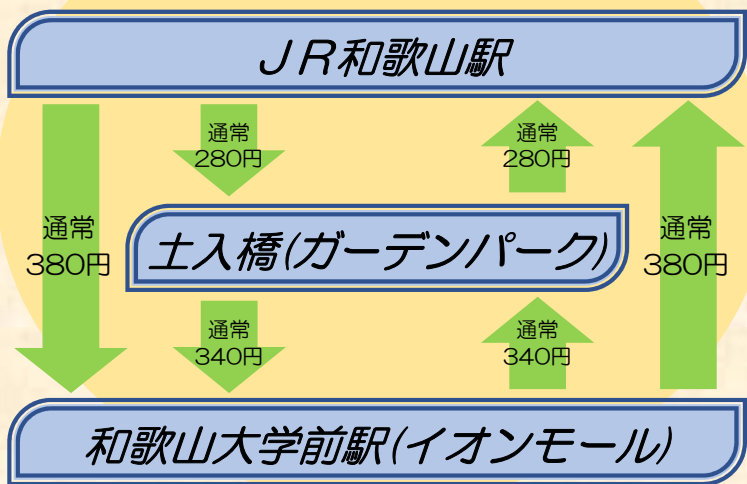 ＪＲ和歌山駅
通常
280円
通常
280円
通常
380円
土入橋(ガーデンパーク)
通常
380円
通常
340円
通常
340円
和歌山大学前駅(イオンモール)